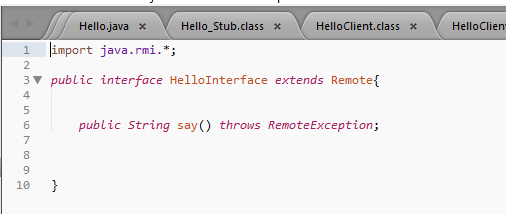 Hello.java × Hello_Stub.class × HelloClient.class × HelloClien
1 import java.rmi.*;
2
3 public interface HelloInterface extends Remote{
4
5
6 public String say() throws RemoteException;
7
8
9
10 }